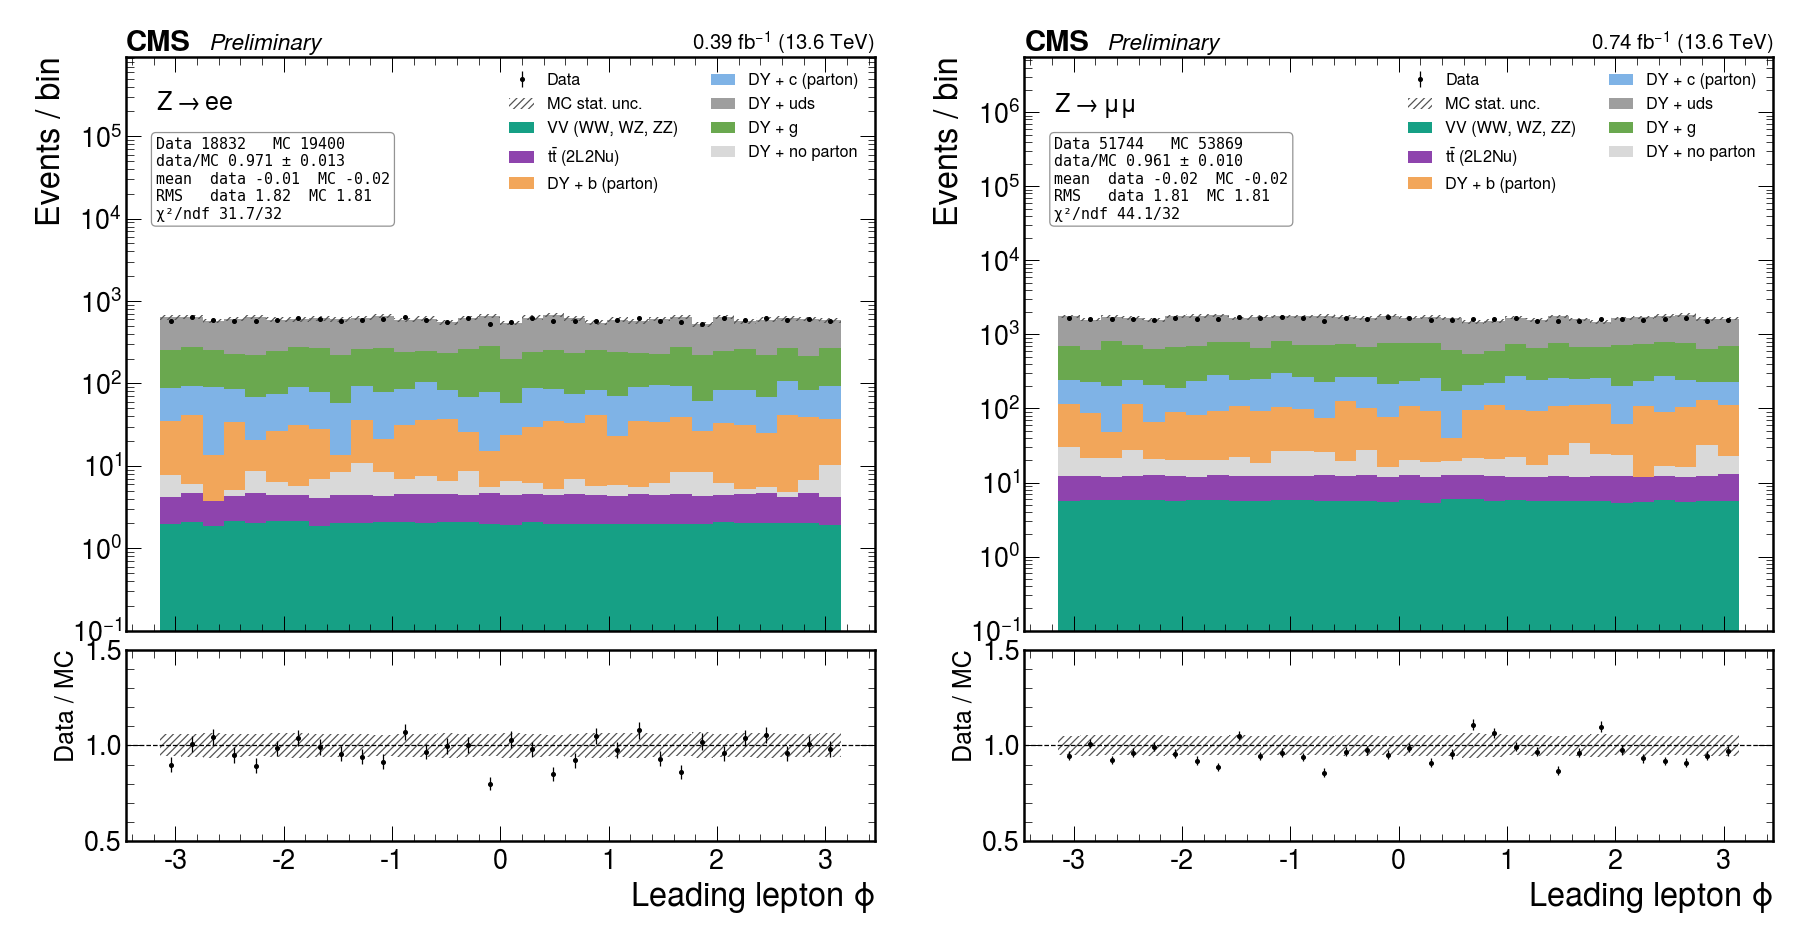 CMS Preliminary 0.39 fb⁻¹ (13.6 TeV)
Events / bin
Z → ee
Data 18832 MC 19400
data/MC 0.971 ± 0.013
mean data -0.01 MC -0.02
RMS data 1.82 MC 1.81
χ²/ndf 31.7/32
Data
MC stat. unc.
VV (WW, WZ, ZZ)
tt̄ (2L2Nu)
DY + b (parton)
DY + c (parton)
DY + uds
DY + g
DY + no parton
10⁵
10⁴
10³
10²
10¹
10⁰
10⁻¹
Data / MC
1.5
1.0
0.5
-3 -2 -1 0 1 2 3
Leading lepton ϕ
CMS Preliminary 0.74 fb⁻¹ (13.6 TeV)
Events / bin
Z → μμ
Data 51744 MC 53869
data/MC 0.961 ± 0.010
mean data -0.02 MC -0.02
RMS data 1.81 MC 1.81
χ²/ndf 44.1/32
Data
MC stat. unc.
VV (WW, WZ, ZZ)
tt̄ (2L2Nu)
DY + b (parton)
DY + c (parton)
DY + uds
DY + g
DY + no parton
10⁶
10⁵
10⁴
10³
10²
10¹
10⁰
10⁻¹
Data / MC
1.5
1.0
0.5
-3 -2 -1 0 1 2 3
Leading lepton ϕ